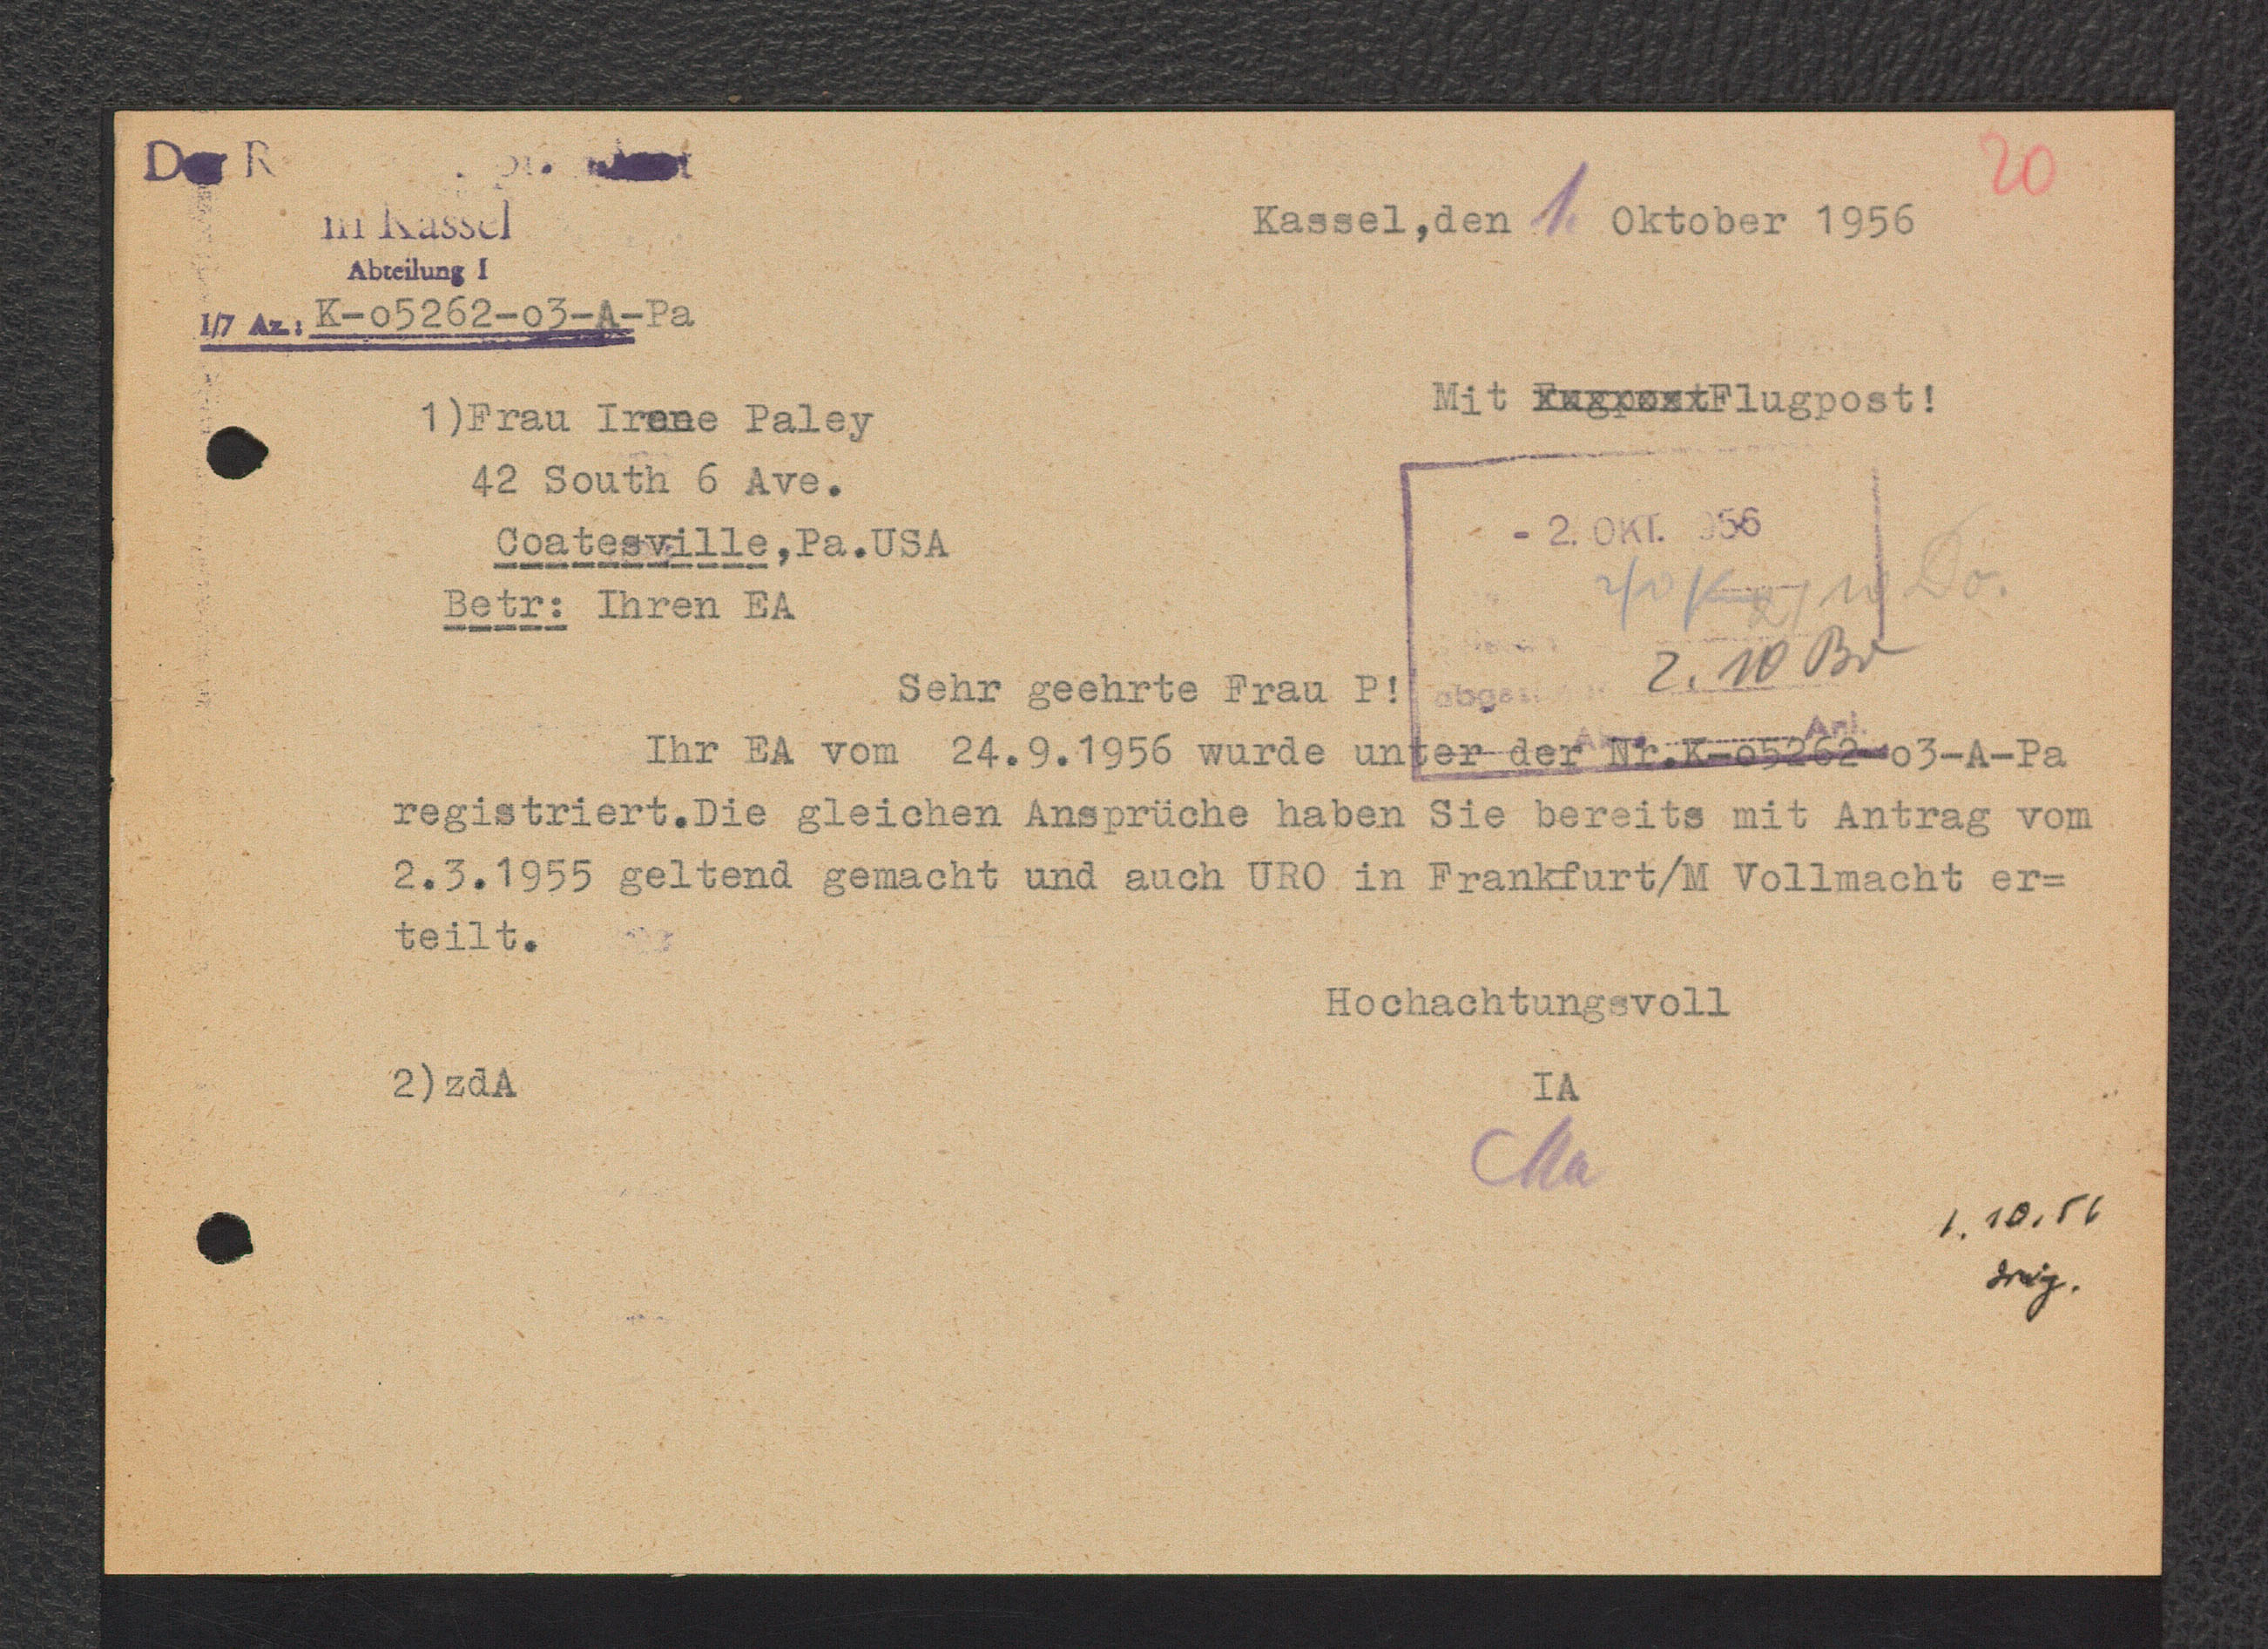 20
Der R
in Kassel
Abteilung I
I/7 Az.: K-o5262-o3-A-Pa
Kassel,den 1. Oktober 1956
Mit Flugpost!
1)Frau Irene Paley
42 South 6 Ave.
Coatesville,Pa.USA
Betr: Ihren EA
- 2. OKT. 1956
2. 10 Br
Anl.
Sehr geehrte Frau P!
Ihr EA vom 24.9.1956 wurde unter der Nr.K-o5262-o3-A-Pa
registriert.Die gleichen Ansprüche haben Sie bereits mit Antrag vom
2.3.1955 geltend gemacht und auch URO in Frankfurt/M Vollmacht er=
teilt.
Hochachtungsvoll
2)zdA
IA
Ma
1. 10. 56